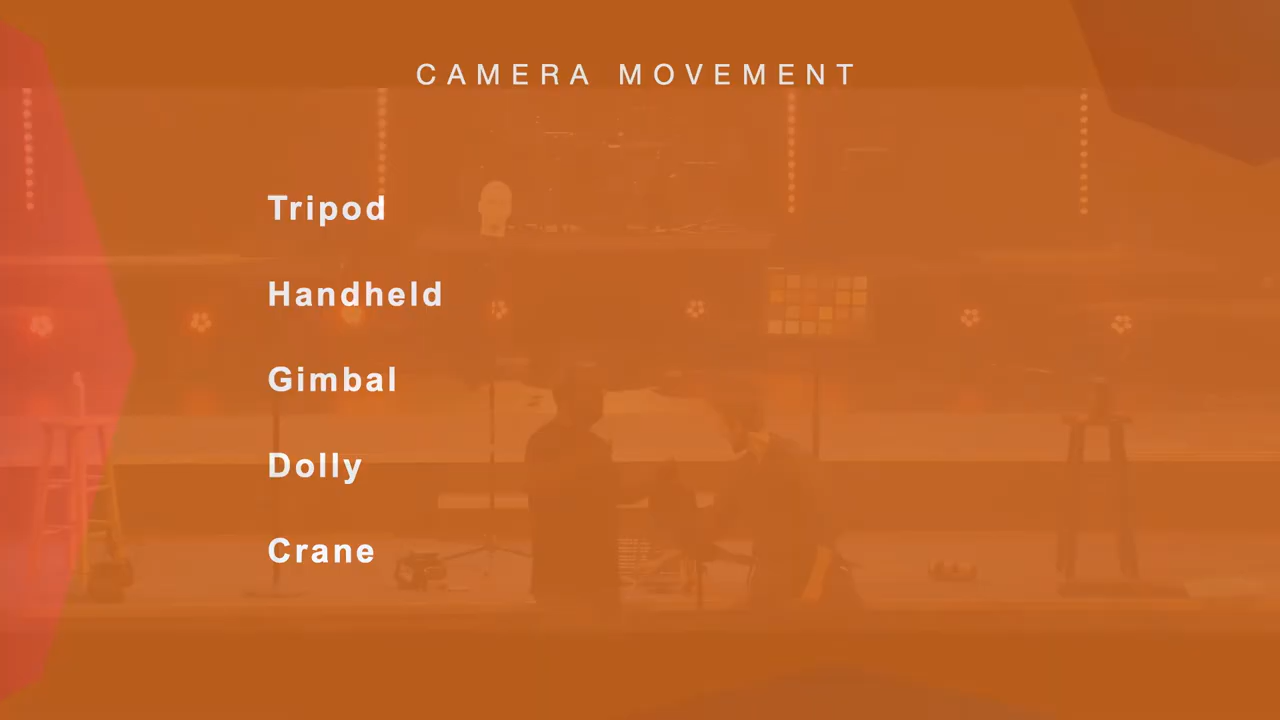 CAMERA MOVEMENT
Tripod
Handheld
Gimbal
Dolly
Crane